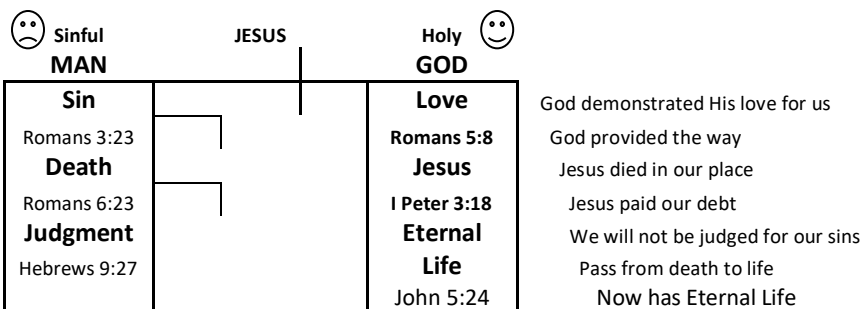 Sinful JESUS Holy
MAN GOD
Sin Love God demonstrated His love for us
Romans 3:23 Romans 5:8 God provided the way
Death Jesus Jesus died in our place
Romans 6:23 I Peter 3:18 Jesus paid our debt
Judgment Eternal We will not be judged for our sins
Hebrews 9:27 Life Pass from death to life
John 5:24 Now has Eternal Life